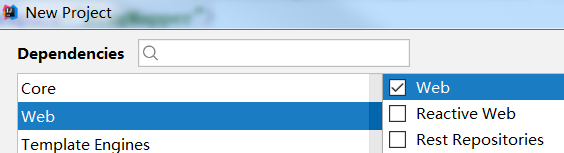 New Project
Dependencies
Core
Web
Template Engines
Web
Reactive Web
Rest Repositories